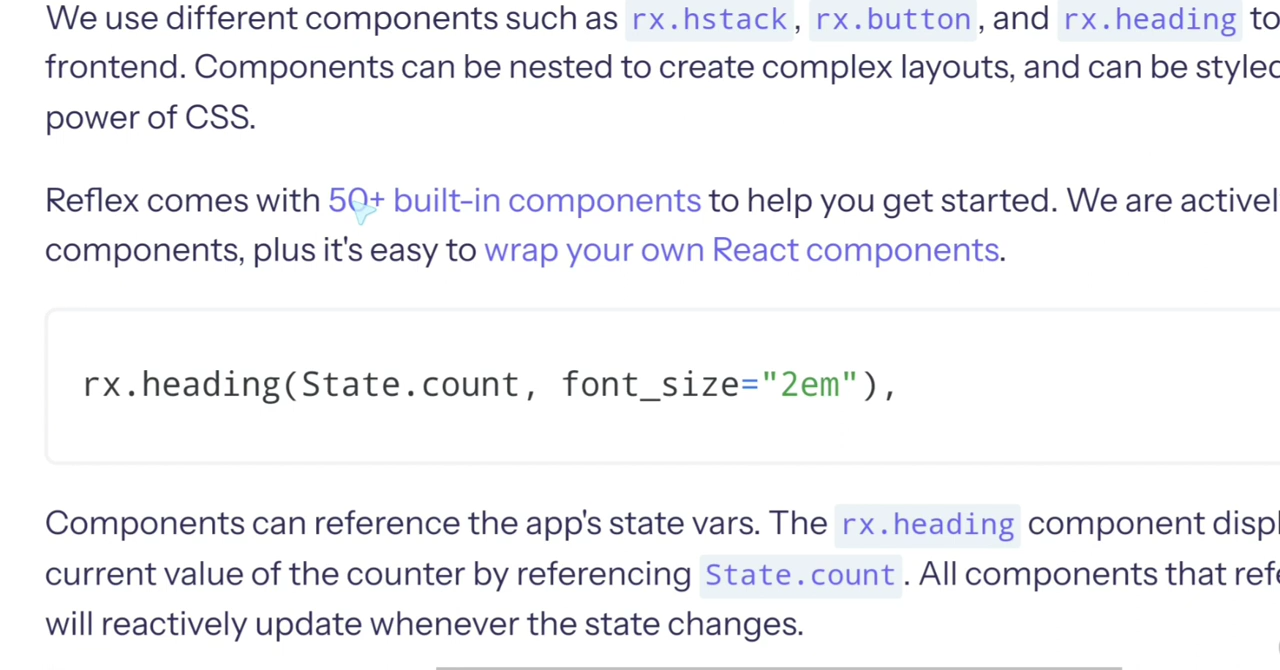 We use different components such as rx.hstack, rx.button, and rx.heading to
frontend. Components can be nested to create complex layouts, and can be styled
power of CSS.
Reflex comes with 50+ built-in components to help you get started. We are activel
components, plus it's easy to wrap your own React components.
rx.heading(State.count, font_size="2em"),
Components can reference the app's state vars. The rx.heading component displ
current value of the counter by referencing State.count. All components that refe
will reactively update whenever the state changes.